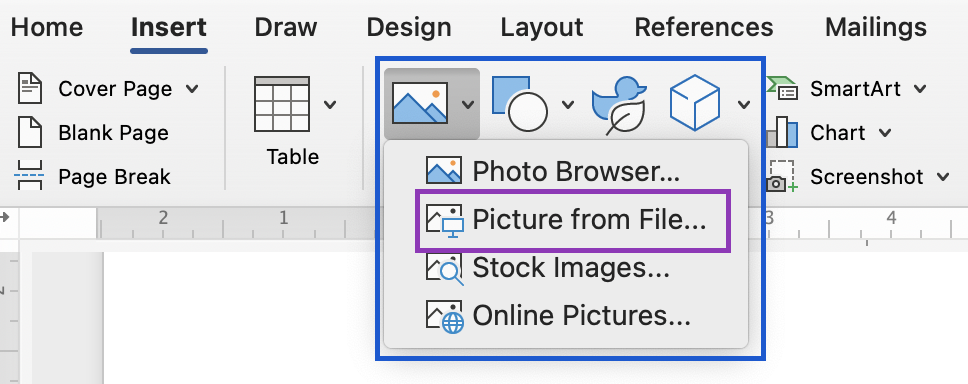 Home Insert Draw Design Layout References Mailings
Cover Page
Blank Page
Page Break
Table
Photo Browser...
Picture from File...
Stock Images...
Online Pictures...
SmartArt
Chart
Screenshot
2 1 3 4
2